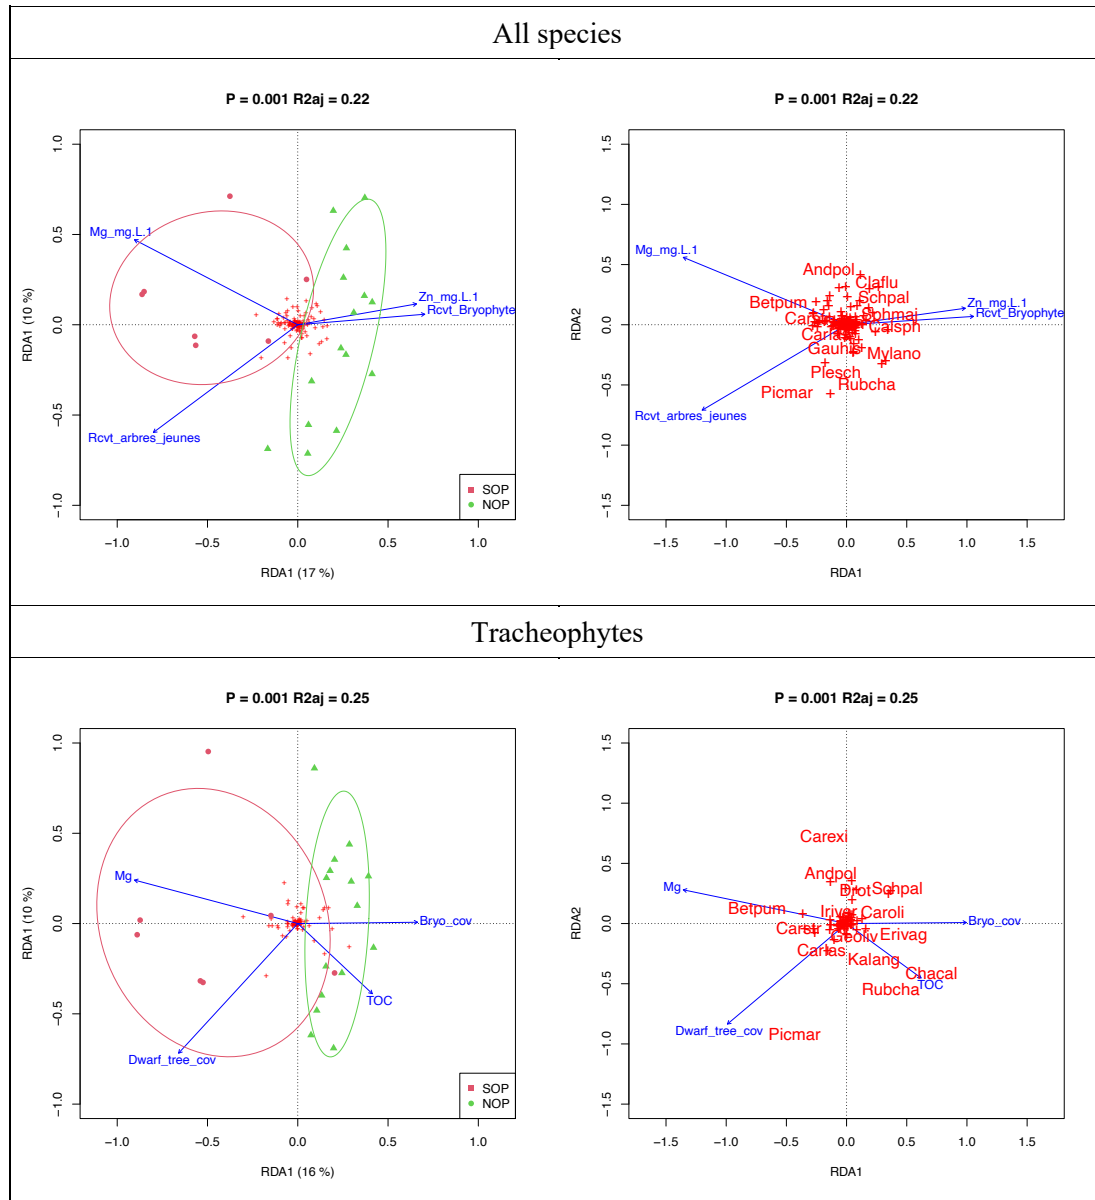 All species
P = 0.001 R2aj = 0.22
1.0
0.5
0.0
−0.5
−1.0
RDA1 (10 %)
Mg_mg.L.1
Zn_mg.L.1
Rcvt_Bryophyte
Rcvt_arbres_jeunes
SOP
NOP
−1.0 −0.5 0.0 0.5 1.0
RDA1 (17 %)
P = 0.001 R2aj = 0.22
1.5
1.0
0.5
0.0
−0.5
−1.0
−1.5
RDA2
Mg_mg.L.1
Andpol
Claflu
Betpum
Schpal
Zn_mg.L.1
Rcvt_Bryophyte
Sphmai
Calsph
Gauhis
Mylano
Plesch
Rubcha
Picmar
Rcvt_arbres_jeunes
−1.5 −1.0 −0.5 0.0 0.5 1.0 1.5
RDA1
Tracheophytes
P = 0.001 R2aj = 0.25
1.0
0.5
0.0
−0.5
−1.0
RDA1 (10 %)
Mg
Bryo_cov
TOC
Dwarf_tree_cov
SOP
NOP
−1.0 −0.5 0.0 0.5 1.0
RDA1 (16 %)
P = 0.001 R2aj = 0.25
1.5
1.0
0.5
0.0
−0.5
−1.0
−1.5
RDA2
Carexi
Andpol
Mg
Drot
Schpal
Betpum
Iriver
Caroli
Bryo_cov
Geoliv
Erivag
Carlas
Kalang
Chacal
TOC
Rubcha
Dwarf_tree_cov
Picmar
−1.5 −1.0 −0.5 0.0 0.5 1.0 1.5
RDA1